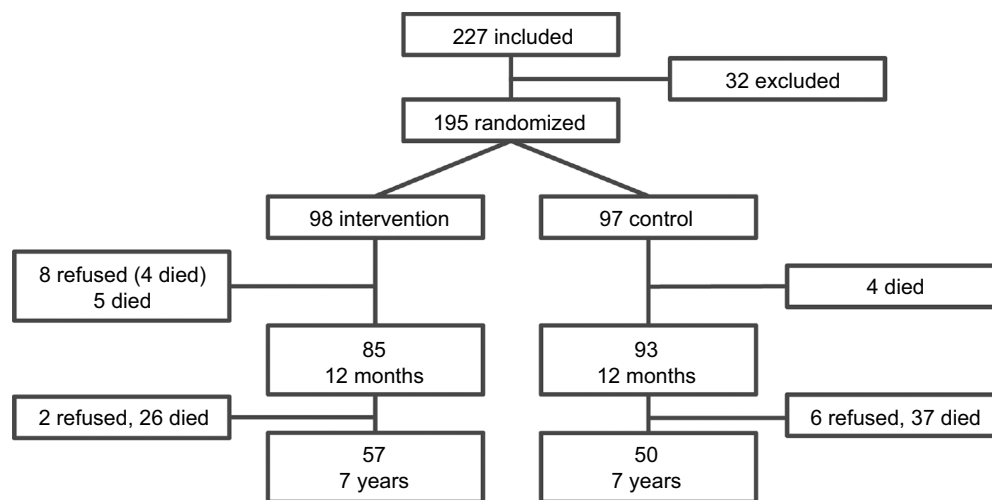 227 included
32 excluded
195 randomized
98 intervention
97 control
8 refused (4 died)
5 died
4 died
85
12 months
93
12 months
2 refused, 26 died
6 refused, 37 died
57
7 years
50
7 years